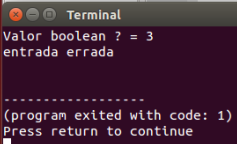 Terminal
Valor boolean ? = 3
entrada errada
------------------
(program exited with code: 1)
Press return to continue